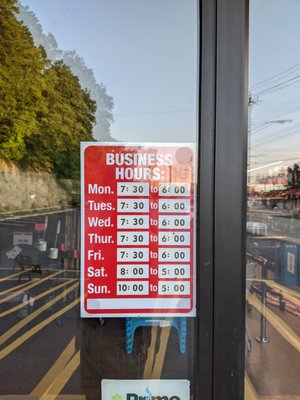 BUSINESS
HOURS:
Mon. 7:30 to 6:00
Tues. 7:30 to 6:00
Wed. 7:30 to 6:00
Thur. 7:30 to 6:00
Fri. 7:30 to 6:00
Sat. 8:00 to 5:00
Sun. 10:00 to 5:00
Primo